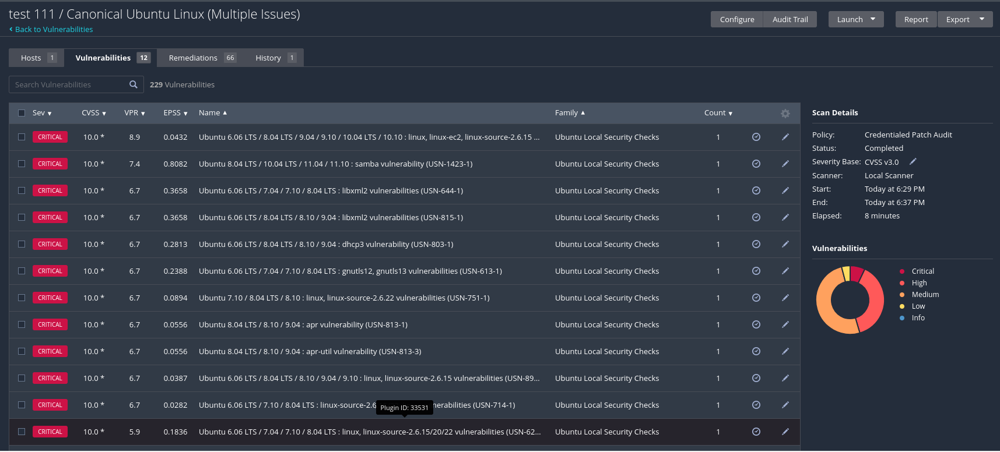 test 111 / Canonical Ubuntu Linux (Multiple Issues)
Back to Vulnerabilities
Configure Audit Trail Launch Report Export
Hosts 1 Vulnerabilities 12 Remediations 66 History 1
Search Vulnerabilities 229 Vulnerabilities
Sev CVSS VPR EPSS Name Family Count
CRITICAL 10.0 * 8.9 0.0432 Ubuntu 6.06 LTS / 8.04 LTS / 9.04 / 9.10 / 10.04 LTS / 10.10 : linux, linux-ec2, linux-source-2.6.15 ... Ubuntu Local Security Checks 1
CRITICAL 10.0 * 7.4 0.8082 Ubuntu 8.04 LTS / 10.04 LTS / 11.04 / 11.10 : samba vulnerability (USN-1423-1) Ubuntu Local Security Checks 1
CRITICAL 10.0 * 6.7 0.3658 Ubuntu 6.06 LTS / 7.04 / 7.10 / 8.04 LTS : libxml2 vulnerabilities (USN-644-1) Ubuntu Local Security Checks 1
CRITICAL 10.0 * 6.7 0.3658 Ubuntu 6.06 LTS / 8.04 LTS / 8.10 / 9.04 : libxml2 vulnerabilities (USN-815-1) Ubuntu Local Security Checks 1
CRITICAL 10.0 * 6.7 0.2813 Ubuntu 6.06 LTS / 8.04 LTS / 8.10 / 9.04 : dhcp3 vulnerability (USN-803-1) Ubuntu Local Security Checks 1
CRITICAL 10.0 * 6.7 0.2388 Ubuntu 6.06 LTS / 7.04 / 7.10 / 8.04 LTS : gnutls12, gnutls13 vulnerabilities (USN-613-1) Ubuntu Local Security Checks 1
CRITICAL 10.0 * 6.7 0.0894 Ubuntu 7.10 / 8.04 LTS / 8.10 : linux, linux-source-2.6.22 vulnerabilities (USN-751-1) Ubuntu Local Security Checks 1
CRITICAL 10.0 * 6.7 0.0556 Ubuntu 8.04 LTS / 8.10 / 9.04 : apr vulnerability (USN-813-1) Ubuntu Local Security Checks 1
CRITICAL 10.0 * 6.7 0.0556 Ubuntu 8.04 LTS / 8.10 / 9.04 : apr-util vulnerability (USN-813-3) Ubuntu Local Security Checks 1
CRITICAL 10.0 * 6.7 0.0387 Ubuntu 6.06 LTS / 8.04 LTS / 8.10 / 9.04 / 9.10 : linux, linux-source-2.6.15 vulnerabilities (USN-89... Ubuntu Local Security Checks 1
CRITICAL 10.0 * 6.7 0.0282 Ubuntu 6.06 LTS / 7.10 / 8.04 LTS : linux-source-2.6 nerabilities (USN-714-1) Ubuntu Local Security Checks 1
Plugin ID: 33531
CRITICAL 10.0 * 5.9 0.1836 Ubuntu 6.06 LTS / 7.04 / 7.10 / 8.04 LTS : linux, linux-source-2.6.15/20/22 vulnerabilities (USN-62... Ubuntu Local Security Checks 1
Scan Details
Policy: Credentialed Patch Audit
Status: Completed
Severity Base: CVSS v3.0
Scanner: Local Scanner
Start: Today at 6:29 PM
End: Today at 6:37 PM
Elapsed: 8 minutes
Vulnerabilities
Critical
High
Medium
Low
Info